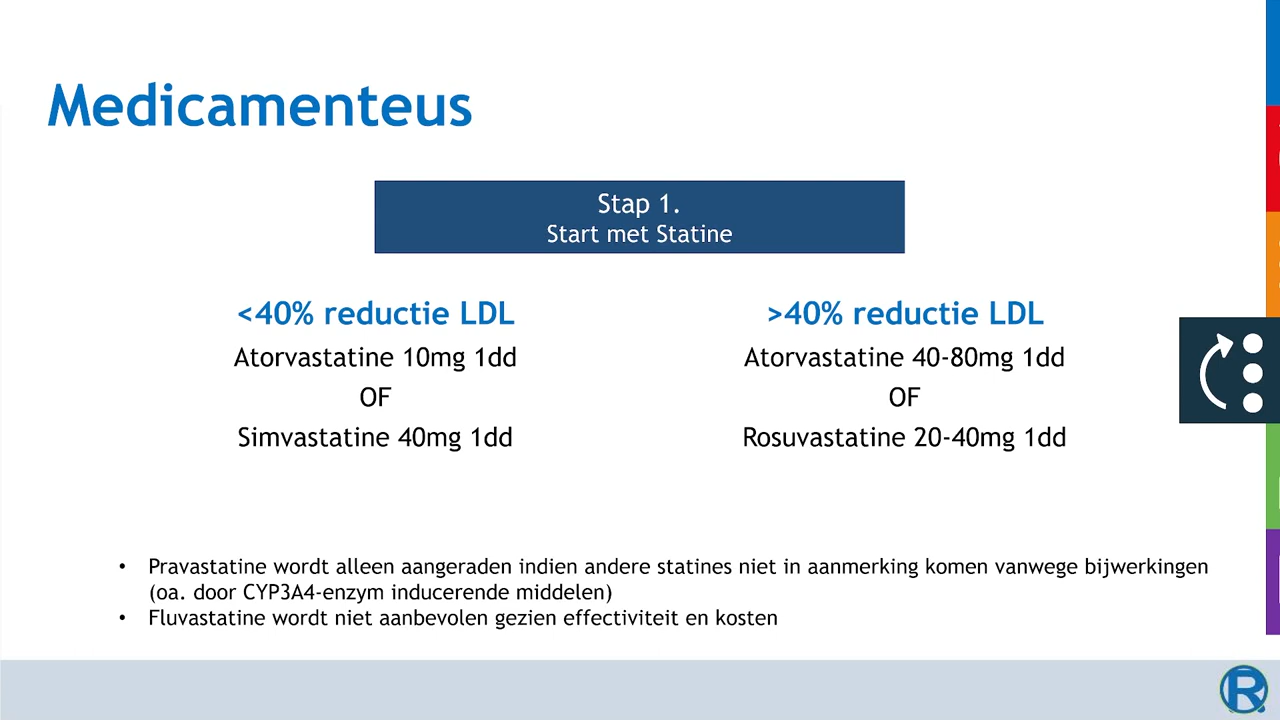 Medicamenteus
Stap 1.
Start met Statine
<40% reductie LDL
Atorvastatine 10mg 1dd
OF
Simvastatine 40mg 1dd
>40% reductie LDL
Atorvastatine 40-80mg 1dd
OF
Rosuvastatine 20-40mg 1dd
• Pravastatine wordt alleen aangeraden indien andere statines niet in aanmerking komen vanwege bijwerkingen
(oa. door CYP3A4-enzym inducerende middelen)
• Fluvastatine wordt niet aanbevolen gezien effectiviteit en kosten
R